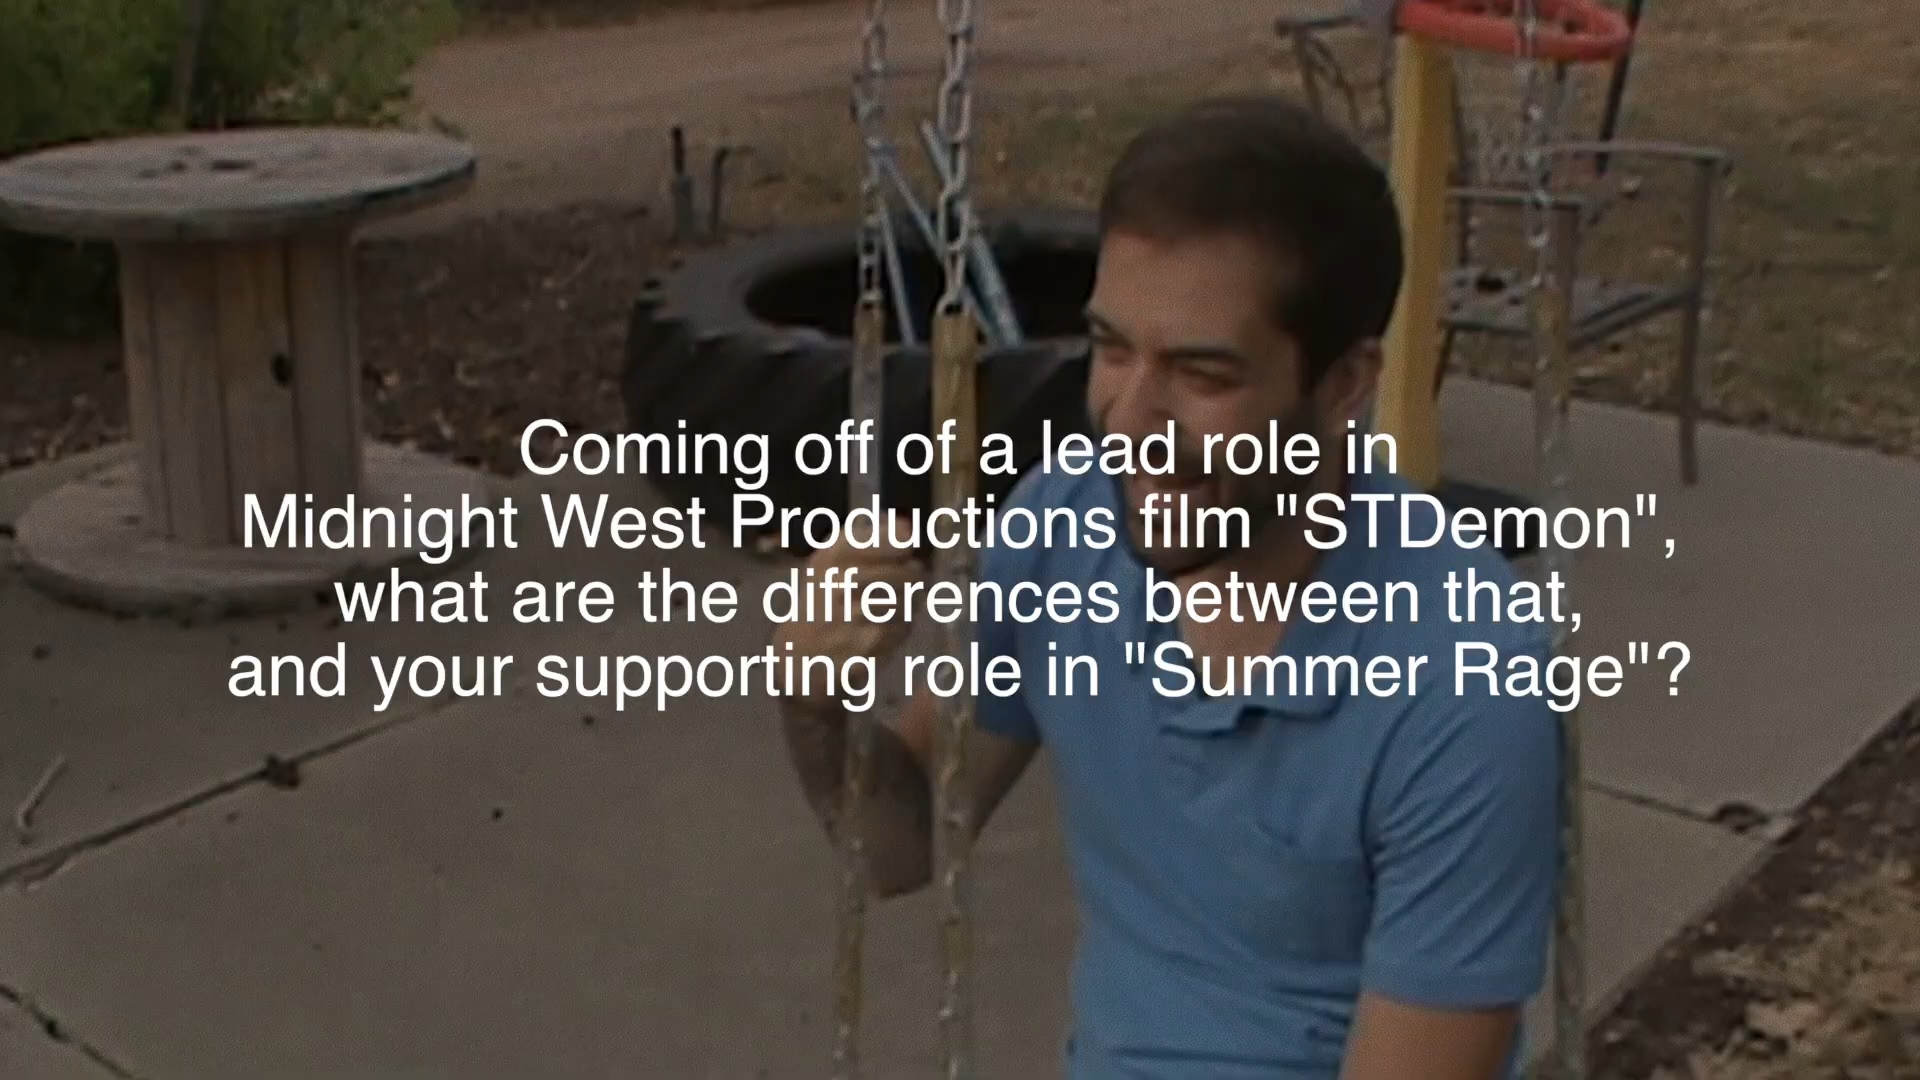 Coming off of a lead role in
Midnight West Productions film "STDemon",
what are the differences between that,
and your supporting role in "Summer Rage"?